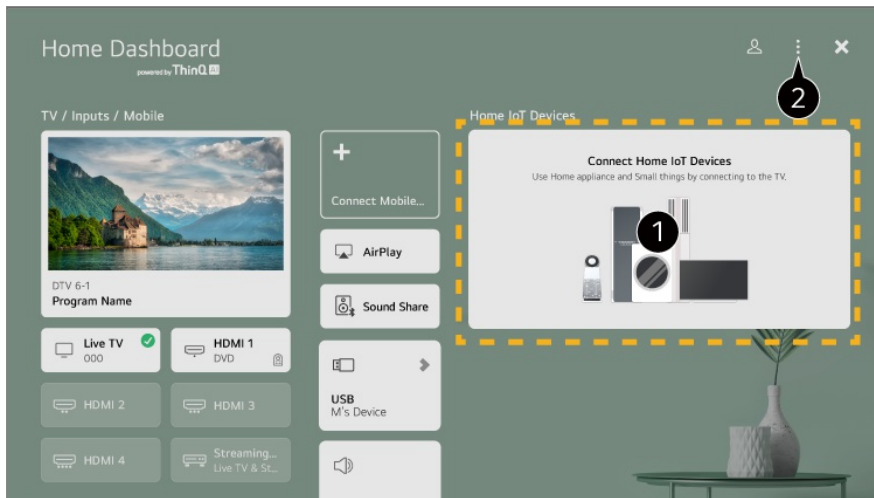 Home Dashboard
powered by ThinQ AI
2
TV / Inputs / Mobile
Home IoT Devices
Connect Home IoT Devices
Use Home appliance and Small things by connecting to the TV.
1
DTV 6-1
Program Name
+
Connect Mobile...
AirPlay
Sound Share
Live TV
000
HDMI 1
DVD
USB
M's Device
HDMI 2
HDMI 3
HDMI 4
Streaming...
Live TV & St...